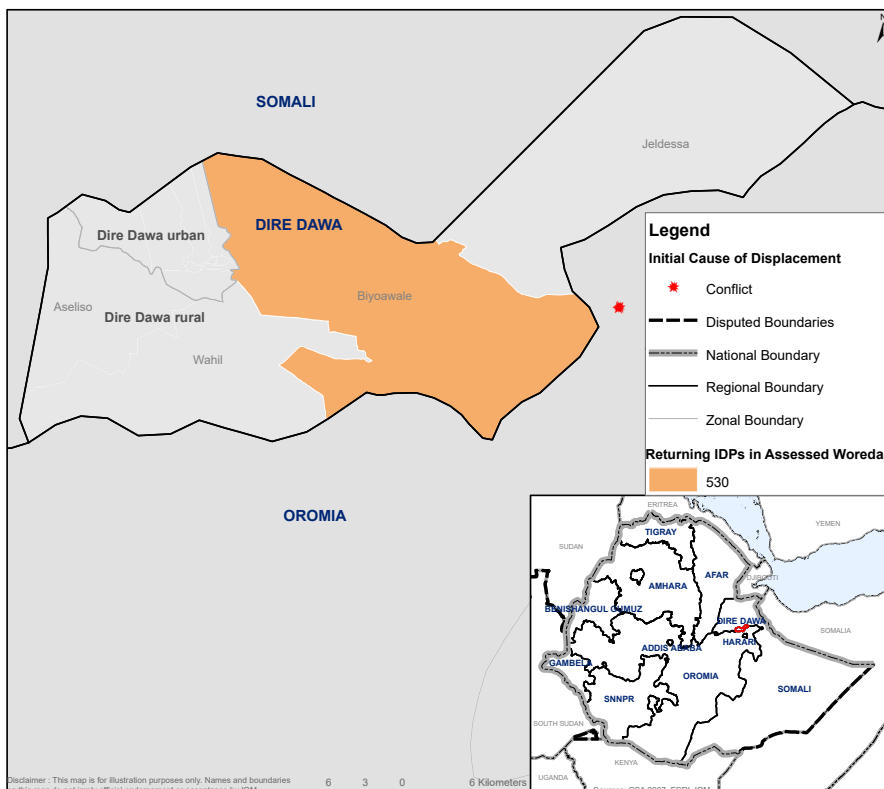 N
SOMALI
Jeldessa
DIRE DAWA
Dire Dawa urban
Biyoawale
Aseliso
Dire Dawa rural
Wahil
OROMIA
Legend
Initial Cause of Displacement
Conflict
Disputed Boundaries
National Boundary
Regional Boundary
Zonal Boundary
Returning IDPs in Assessed Woreda
530
ERITREA
YEMEN
SUDAN
TIGRAY
AFAR
DJIBOUTI
AMHARA
BENISHANGUL GUMUZ
DIRE DAWA
SOMALIA
HARARI
ADDIS ABABA
GAMBELA
OROMIA
SOMALI
SNNPR
SOUTH SUDAN
KENYA
UGANDA
Disclaimer : This map is for illustration purposes only. Names and boundaries
6 3 0 6 Kilometers